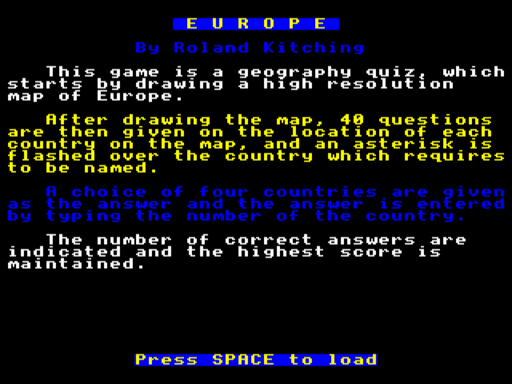 E U R O P E
By Roland Kitching
This game is a geography quiz, which
starts by drawing a high resolution
map of Europe.
After drawing the map, 40 questions
are then given on the location of each
country on the map, and an asterisk is
flashed over the country which requires
to be named.
A choice of four countries are given
as the answer and the answer is entered
by typing the number of the country.
The number of correct answers are
indicated and the highest score is
maintained.
Press SPACE to load